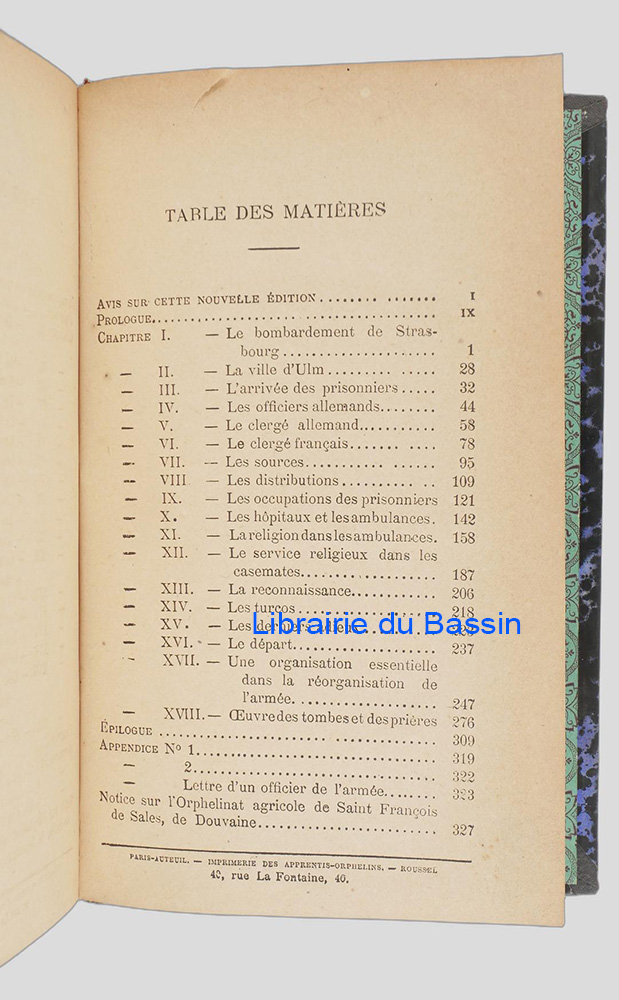 TABLE DES MATIÈRES
AVIS SUR CETTE NOUVELLE ÉDITION........ ....... I
PROLOGUE........................................ IX
CHAPITRE I. — Le bombardement de Stras-
bourg.................... 1
— II. — La ville d'Ulm......... ..... 28
— III. — L'arrivée des prisonniers..... 32
— IV. — Les officiers allemands........ 44
— V. — Le clergé allemand........... 58
— VI. — Le clergé français....... .... 78
— VII. — Les sources............ ...... 95
— VIII — Les distributions.......... .. 109
— IX. — Les occupations des prisonniers 121
— X. — Les hôpitaux et les ambulances. 142
— XI. — La religion dans les ambulances. 158
— XII. — Le service religieux dans les
casemates................... 187
— XIII. — La reconnaissance............ 206
— XIV. — Les turcos ................... 218
— XV. — Les derniers adieux
Librairie du Bassin
— XVI. — Le départ..................... 237
— XVII. — Une organisation essentielle
dans la réorganisation de
l'armée. ................... 247
— XVIII. — Œuvre des tombes et des prières 276
ÉPILOGUE ....................................... 309
APPENDICE No 1.................................. 319
— 2................................... 322
— Lettre d'un officier de l'armée........ 323
Notice sur l'Orphelinat agricole de Saint François
de Sales, de Douvaine......................... 327
PARIS-AUTEUIL. — IMPRIMERIE DES APPRENTIS-ORPHELINS. — ROUSSEL
40, rue La Fontaine, 40.